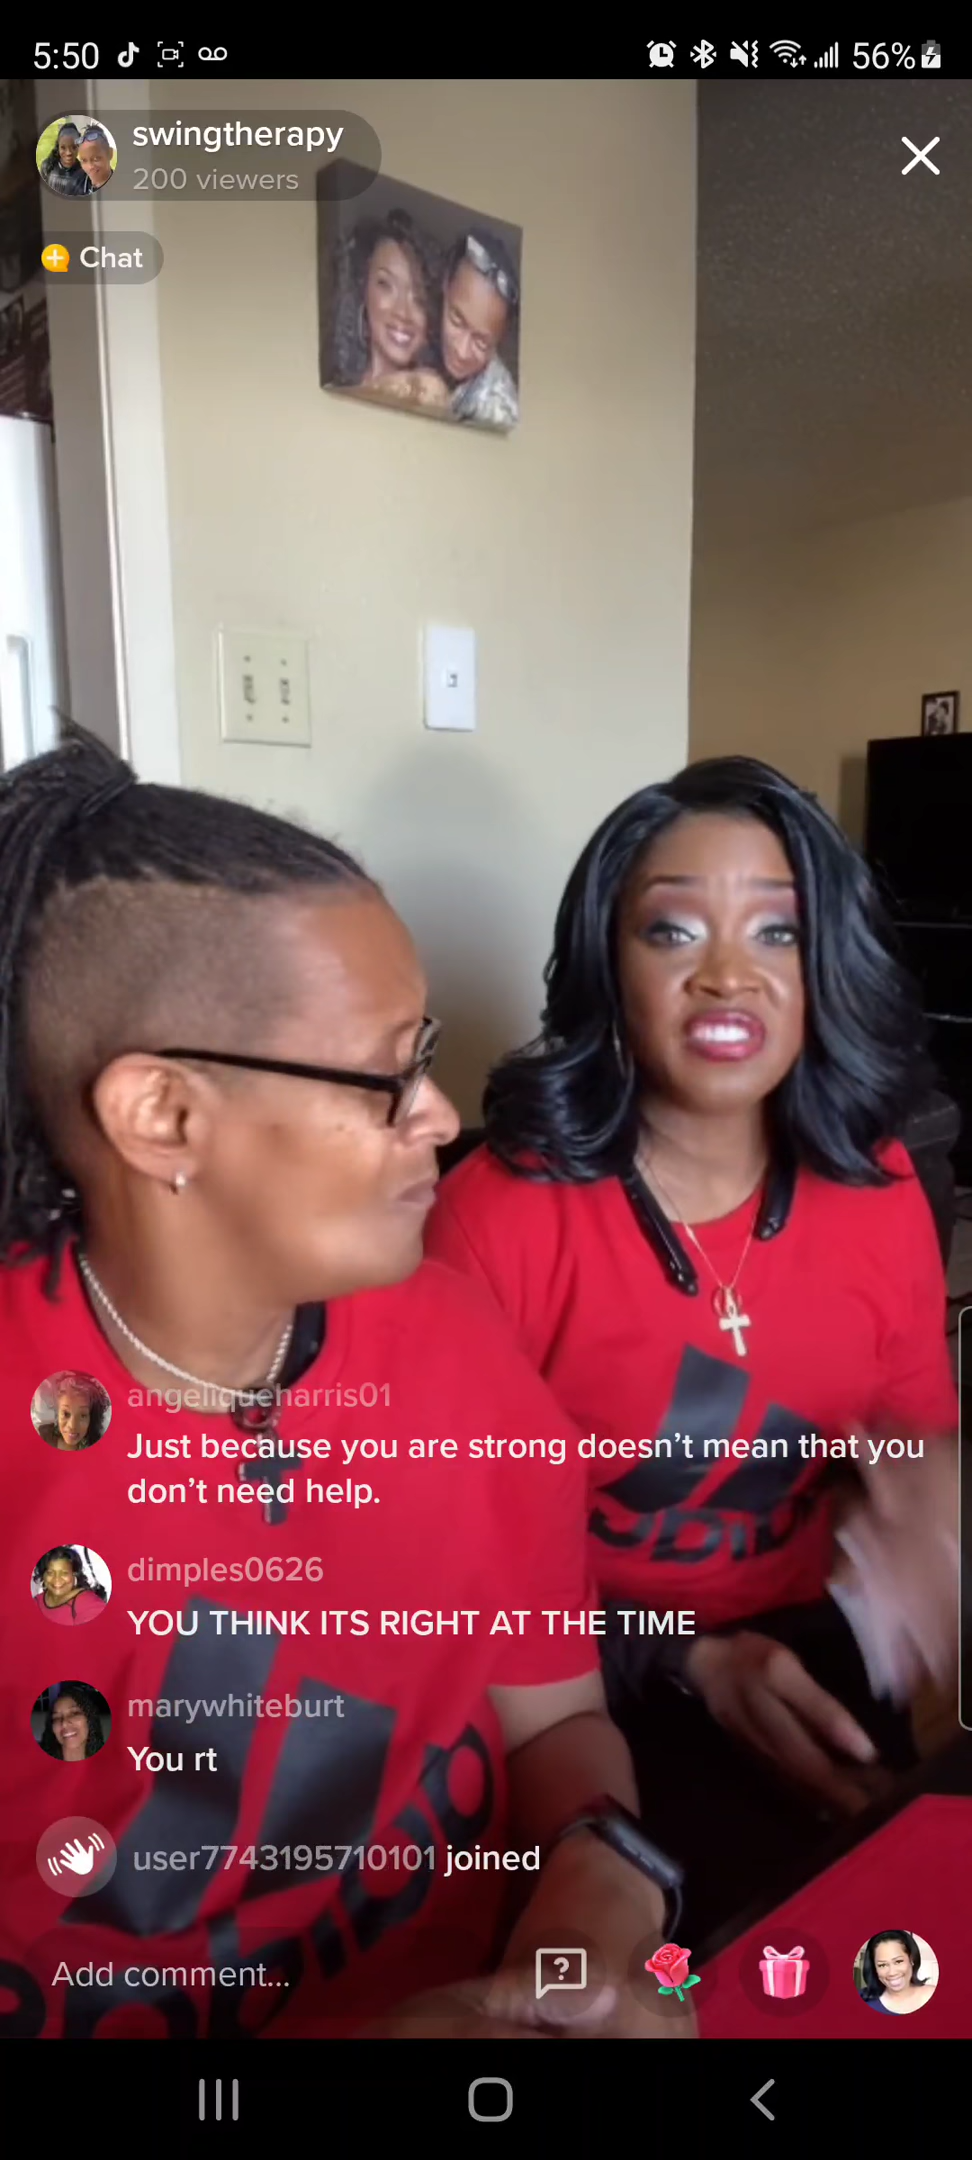 5:50
56%
swingtherapy
200 viewers
Chat
angeliqueharris01
Just because you are strong doesn't mean that you
don't need help.
dimples0626
YOU THINK ITS RIGHT AT THE TIME
marywhiteburt
You rt
user7743195710101 joined
Add comment...